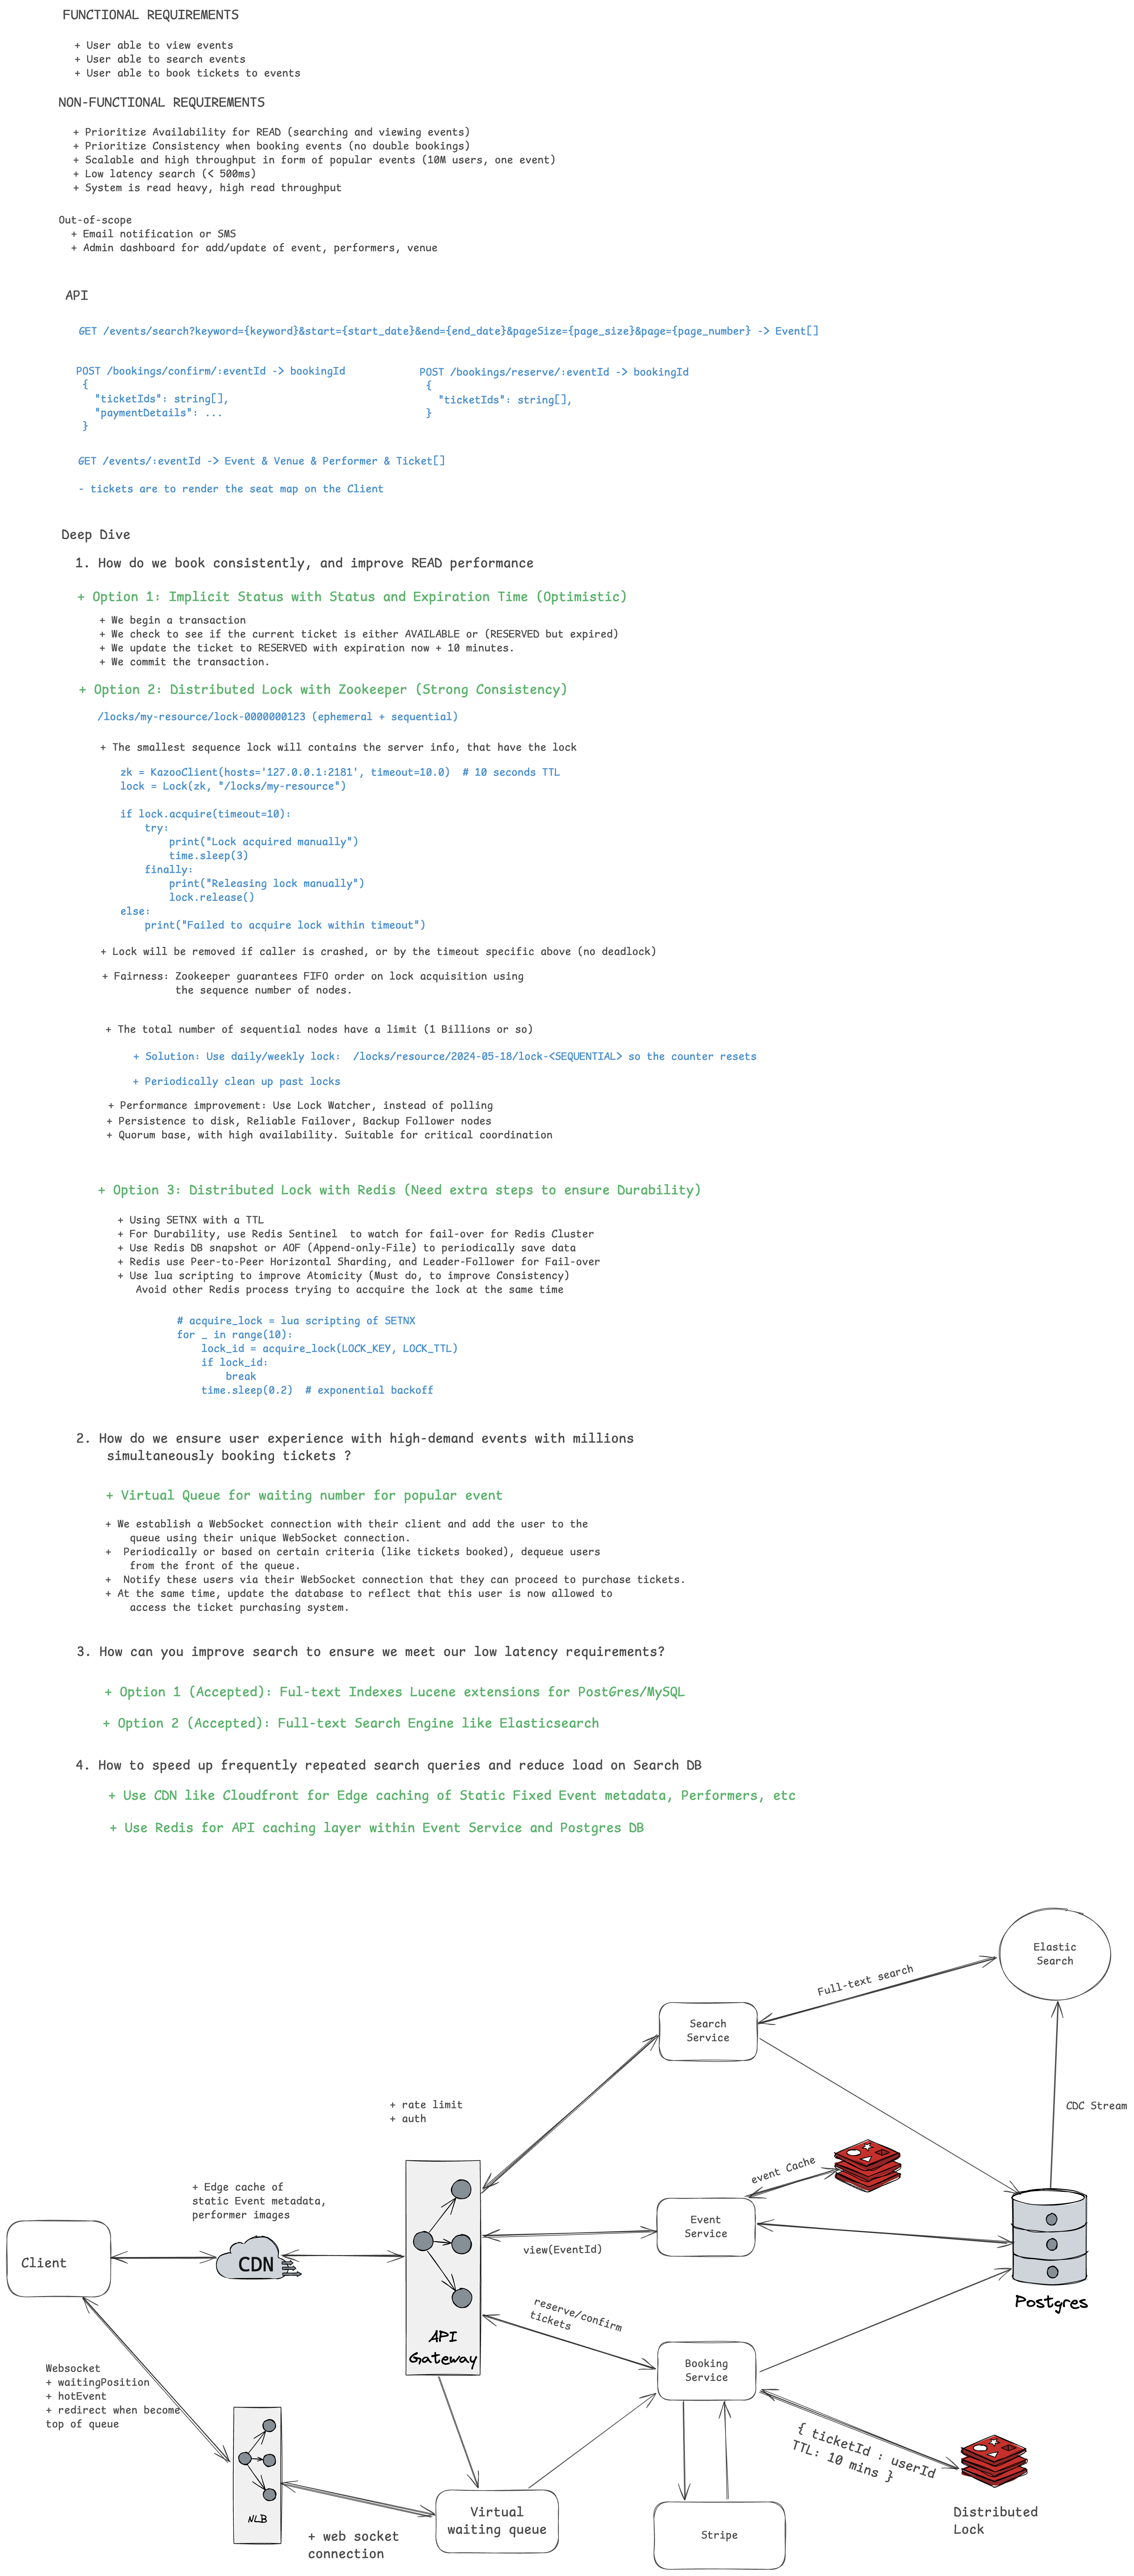 FUNCTIONAL REQUIREMENTS
+ User able to view events
+ User able to search events
+ User able to book tickets to events
NON-FUNCTIONAL REQUIREMENTS
+ Prioritize Availability for READ (searching and viewing events)
+ Prioritize Consistency when booking events (no double bookings)
+ Scalable and high throughput in form of popular events (10M users, one event)
+ Low latency search (< 500ms)
+ System is read heavy, high read throughput
Out-of-scope
+ Email notification or SMS
+ Admin dashboard for add/update of event, performers, venue
API
GET /events/search?keyword={keyword}&start={start_date}&end={end_date}&pageSize={page_size}&page={page_number} -> Event[]
POST /bookings/confirm/:eventId -> bookingId
{
"ticketIds": string[],
"paymentDetails": ...
}
POST /bookings/reserve/:eventId -> bookingId
{
"ticketIds": string[],
}
GET /events/:eventId -> Event & Venue & Performer & Ticket[]
- tickets are to render the seat map on the Client
Deep Dive
1. How do we book consistently, and improve READ performance
+ Option 1: Implicit Status with Status and Expiration Time (Optimistic)
+ We begin a transaction
+ We check to see if the current ticket is either AVAILABLE or (RESERVED but expired)
+ We update the ticket to RESERVED with expiration now + 10 minutes.
+ We commit the transaction.
+ Option 2: Distributed Lock with Zookeeper (Strong Consistency)
/locks/my-resource/lock-0000000123 (ephemeral + sequential)
+ The smallest sequence lock will contains the server info, that have the lock
zk = KazooClient(hosts='127.0.0.1:2181', timeout=10.0) # 10 seconds TTL
lock = Lock(zk, "/locks/my-resource")
if lock.acquire(timeout=10):
try:
print("Lock acquired manually")
time.sleep(3)
finally:
print("Releasing lock manually")
lock.release()
else:
print("Failed to acquire lock within timeout")
+ Lock will be removed if caller is crashed, or by the timeout specific above (no deadlock)
+ Fairness: Zookeeper guarantees FIFO order on lock acquisition using
the sequence number of nodes.
+ The total number of sequential nodes have a limit (1 Billions or so)
+ Solution: Use daily/weekly lock: /locks/resource/2024-05-18/lock-<SEQUENTIAL> so the counter resets
+ Periodically clean up past locks
+ Performance improvement: Use Lock Watcher, instead of polling
+ Persistence to disk, Reliable Failover, Backup Follower nodes
+ Quorum base, with high availability. Suitable for critical coordination
+ Option 3: Distributed Lock with Redis (Need extra steps to ensure Durability)
+ Using SETNX with a TTL
+ For Durability, use Redis Sentinel to watch for fail-over for Redis Cluster
+ Use Redis DB snapshot or AOF (Append-only-File) to periodically save data
+ Redis use Peer-to-Peer Horizontal Sharding, and Leader-Follower for Fail-over
+ Use lua scripting to improve Atomicity (Must do, to improve Consistency)
Avoid other Redis process trying to accquire the lock at the same time
# acquire_lock = lua scripting of SETNX
for _ in range(10):
lock_id = acquire_lock(LOCK_KEY, LOCK_TTL)
if lock_id:
break
time.sleep(0.2) # exponential backoff
2. How do we ensure user experience with high-demand events with millions
simultaneously booking tickets ?
+ Virtual Queue for waiting number for popular event
+ We establish a WebSocket connection with their client and add the user to the
queue using their unique WebSocket connection.
+ Periodically or based on certain criteria (like tickets booked), dequeue users
from the front of the queue.
+ Notify these users via their WebSocket connection that they can proceed to purchase tickets.
+ At the same time, update the database to reflect that this user is now allowed to
access the ticket purchasing system.
3. How can you improve search to ensure we meet our low latency requirements?
+ Option 1 (Accepted): Ful-text Indexes Lucene extensions for PostGres/MySQL
+ Option 2 (Accepted): Full-text Search Engine like Elasticsearch
4. How to speed up frequently repeated search queries and reduce load on Search DB
+ Use CDN like Cloudfront for Edge caching of Static Fixed Event metadata, Performers, etc
+ Use Redis for API caching layer within Event Service and Postgres DB
Elastic
Search
Full-text search
Search
Service
+ rate limit
+ auth
CDC Stream
event Cache
+ Edge cache of
static Event metadata,
performer images
Event
Service
Client
CDN
view(EventId)
Postgres
reserve/confirm
tickets
API
Gateway
Booking
Service
Websocket
+ waitingPosition
+ hotEvent
+ redirect when become
top of queue
{ ticketId : userId
TTL: 10 mins }
NLB
Virtual
waiting queue
Distributed
Lock
Stripe
+ web socket
connection